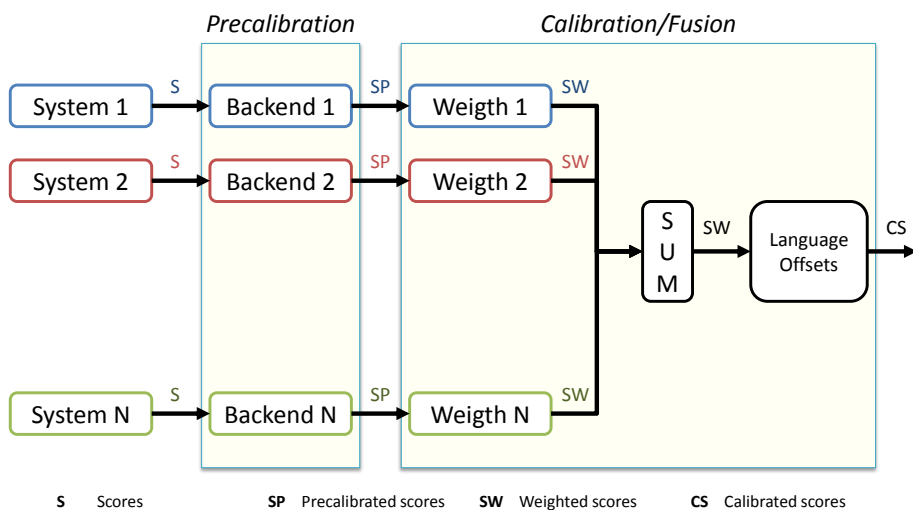 Precalibration
Calibration/Fusion
System 1
S
Backend 1
SP
Weigth 1
SW
System 2
S
Backend 2
SP
Weigth 2
SW
S
U
M
SW
Language
Offsets
CS
System N
S
Backend N
SP
Weigth N
SW
S Scores SP Precalibrated scores SW Weighted scores CS Calibrated scores